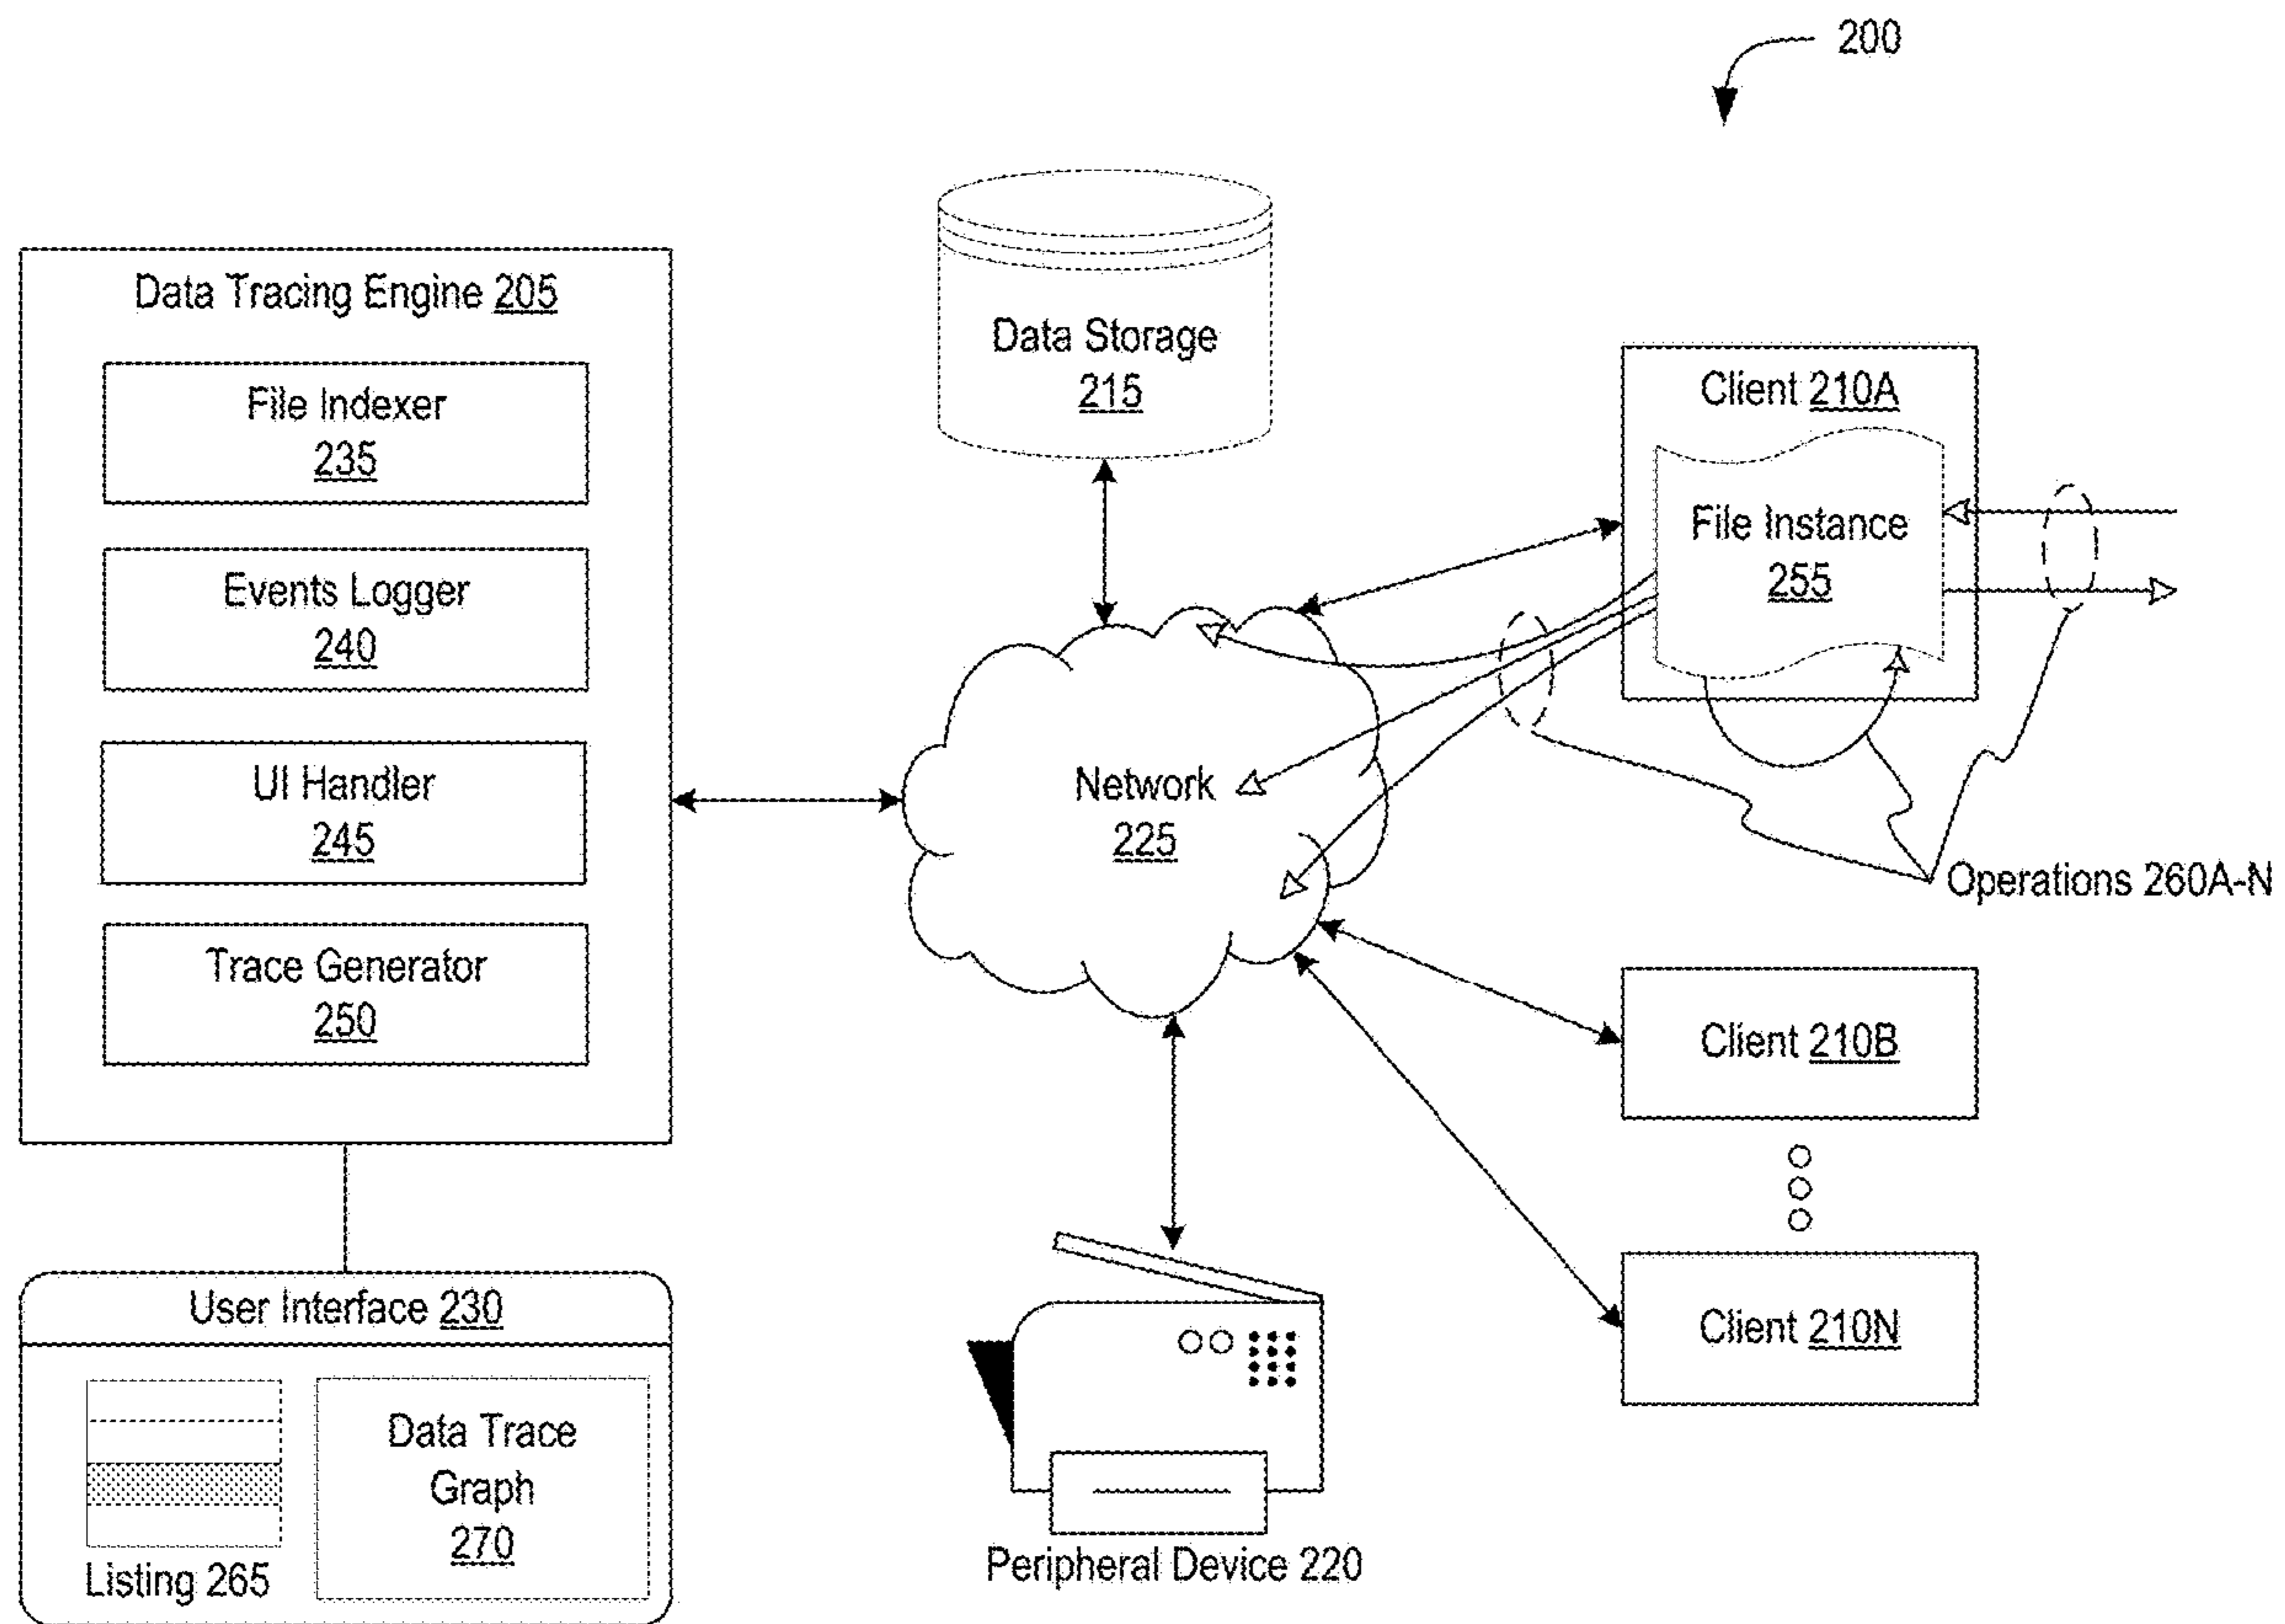 200
Data Tracing Engine 205
File Indexer
235
Events Logger
240
UI Handler
245
Trace Generator
250
Data Storage
215
Client 210A
File Instance
255
Network
225
Operations 260A-N
Client 210B
Client 210N
User Interface 230
Listing 265
Data Trace
Graph
270
Peripheral Device 220